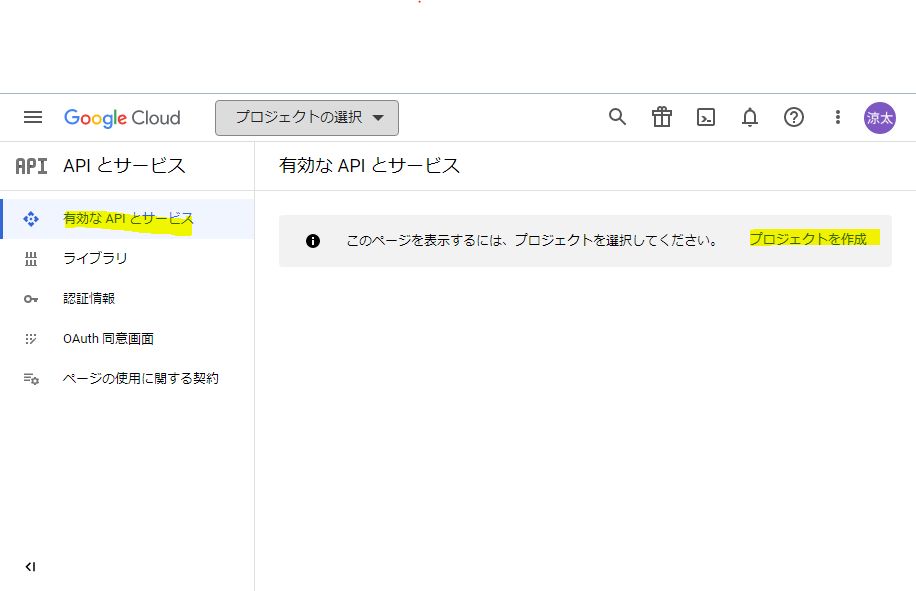 Google Cloud
プロジェクトの選択
涼太
API
API とサービス
有効な API とサービス
有効な API とサービス
ライブラリ
認証情報
OAuth 同意画面
ページの使用に関する契約
このページを表示するには、プロジェクトを選択してください。
プロジェクトを作成